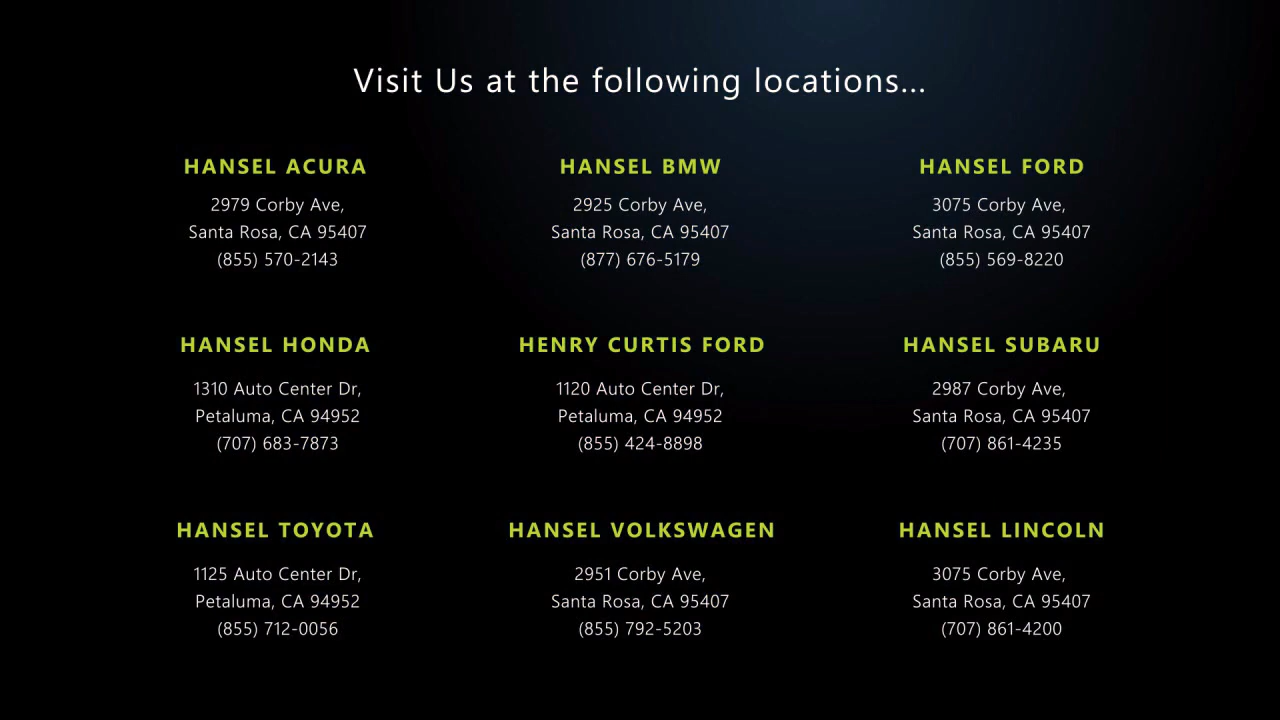 Visit Us at the following locations...
HANSEL ACURA
2979 Corby Ave,
Santa Rosa, CA 95407
(855) 570-2143
HANSEL BMW
2925 Corby Ave,
Santa Rosa, CA 95407
(877) 676-5179
HANSEL FORD
3075 Corby Ave,
Santa Rosa, CA 95407
(855) 569-8220
HANSEL HONDA
1310 Auto Center Dr,
Petaluma, CA 94952
(707) 683-7873
HENRY CURTIS FORD
1120 Auto Center Dr,
Petaluma, CA 94952
(855) 424-8898
HANSEL SUBARU
2987 Corby Ave,
Santa Rosa, CA 95407
(707) 861-4235
HANSEL TOYOTA
1125 Auto Center Dr,
Petaluma, CA 94952
(855) 712-0056
HANSEL VOLKSWAGEN
2951 Corby Ave,
Santa Rosa, CA 95407
(855) 792-5203
HANSEL LINCOLN
3075 Corby Ave,
Santa Rosa, CA 95407
(707) 861-4200